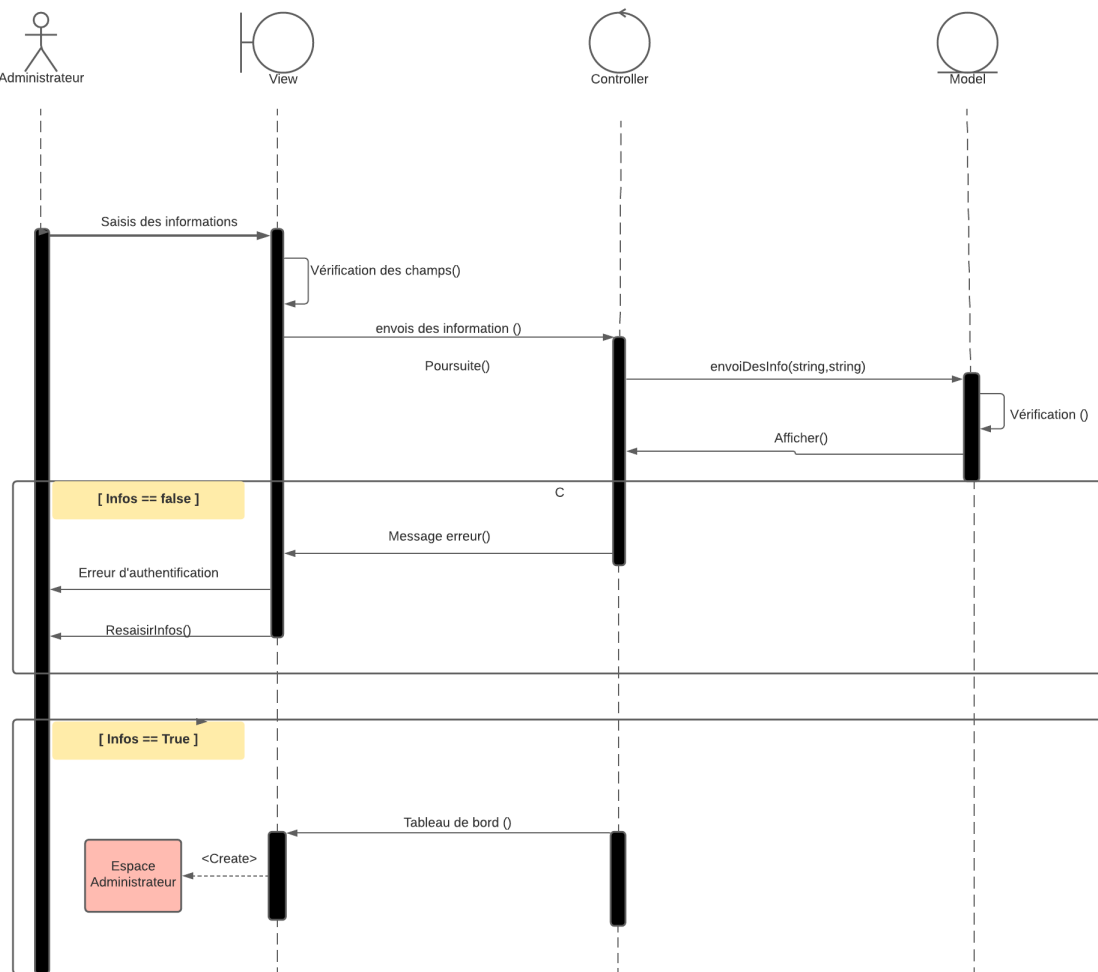 Administrateur
View
Controller
Model
Saisis des informations
Vérification des champs()
envois des information ()
Poursuite()
envoiDesInfo(string,string)
Vérification ()
Afficher()
[ Infos == false ]
C
Message erreur()
Erreur d'authentification
ResaisirInfos()
[ Infos == True ]
Tableau de bord ()
<Create>
Espace
Administrateur